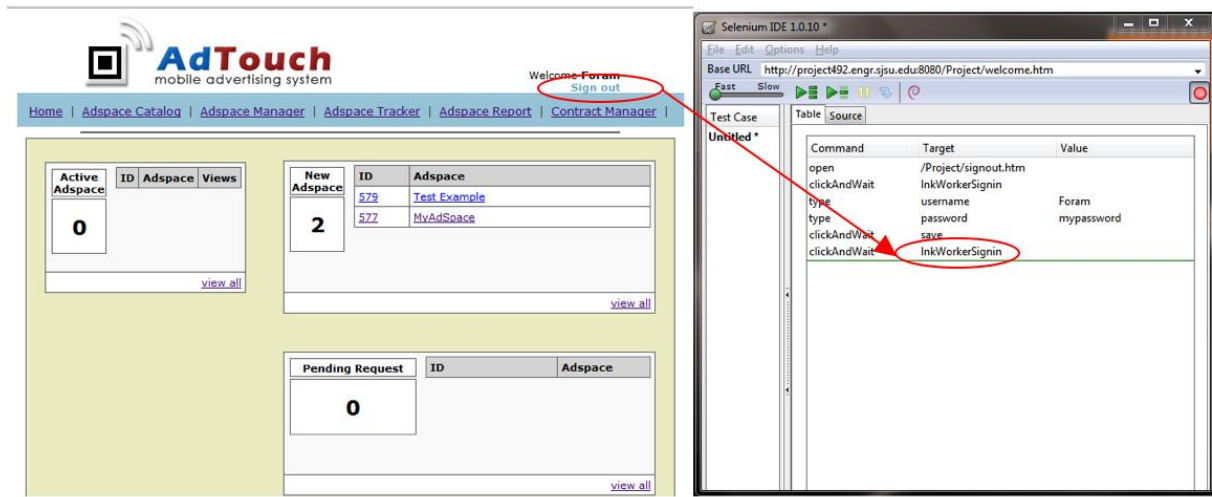 AdTouch
mobile advertising system
Welcome Foram
Sign out
Home | Adspace Catalog | Adspace Manager | Adspace Tracker | Adspace Report | Contract Manager |
Active Adspace
0
ID Adspace Views
view all
New Adspace
2
ID Adspace
579 Test Example
577 MyAdSpace
view all
Pending Request
0
ID Adspace
view all
Selenium IDE 1.0.10 *
File Edit Options Help
Base URL http://project492.engr.sjsu.edu:8080/Project/welcome.htm
Fast Slow
Test Case
Untitled *
Table Source
Command Target Value
open /Project/signout.htm
clickAndWait lnkWorkerSignin
type username Foram
type password mypassword
clickAndWait save
clickAndWait lnkWorkerSignin